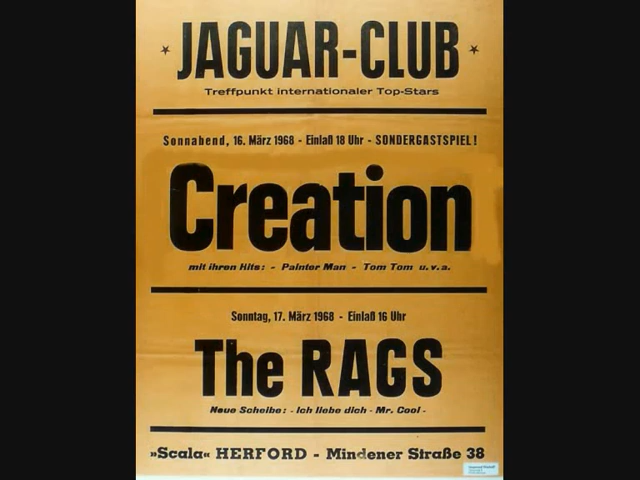 * JAGUAR-CLUB *
Treffpunkt internationaler Top-Stars
Sonnabend, 16. März 1968 - Einlaß 18 Uhr - SONDERGASTSPIEL!
Creation
mit ihren Hits: - Painter Man - Tom Tom u.v.a.
Sonntag, 17. März 1968 - Einlaß 16 Uhr
The RAGS
Neue Scheibe: - Ich liebe dich - Mr. Cool -
»Scala« HERFORD - Mindener Straße 38